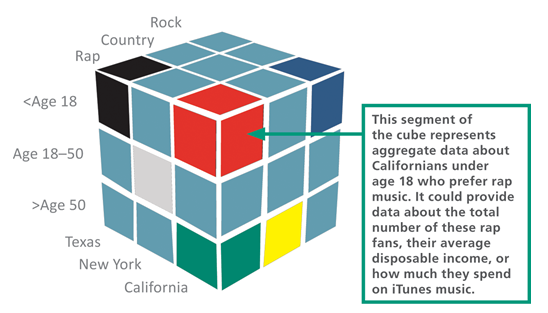 Rock
Country
Rap
<Age 18
Age 18–50
>Age 50
Texas
New York
California
This segment of
the cube represents
aggregate data about
Californians under
age 18 who prefer rap
music. It could provide
data about the total
number of these rap
fans, their average
disposable income, or
how much they spend
on iTunes music.